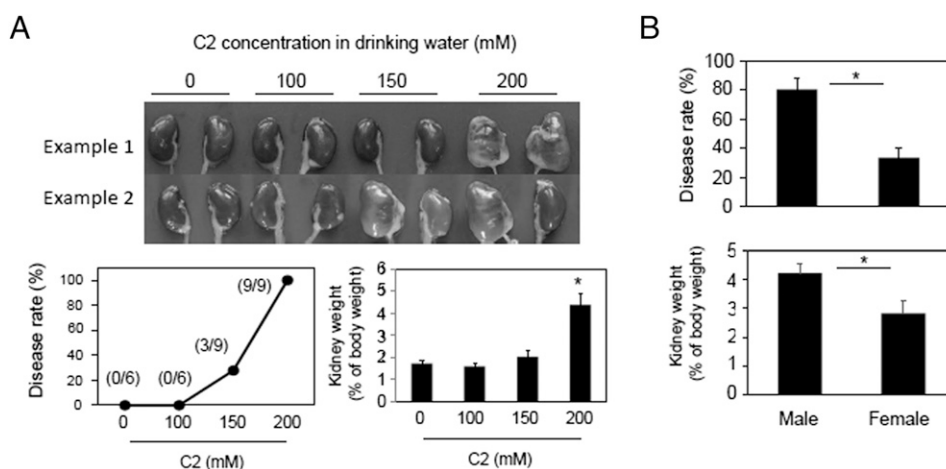 A
C2 concentration in drinking water (mM)
0 100 150 200
Example 1
Example 2
Disease rate (%)
100
80
60
40
20
0
(0/6) (0/6) (3/9) (9/9)
0 100 150 200
C2 (mM)
Kidney weight
(% of body weight)
6
5
4
3
2
1
0
*
0 100 150 200
C2 (mM)
B
Disease rate (%)
100
80
60
40
20
0
*
Kidney weight
(% of body weight)
5
4
3
2
1
0
*
Male Female